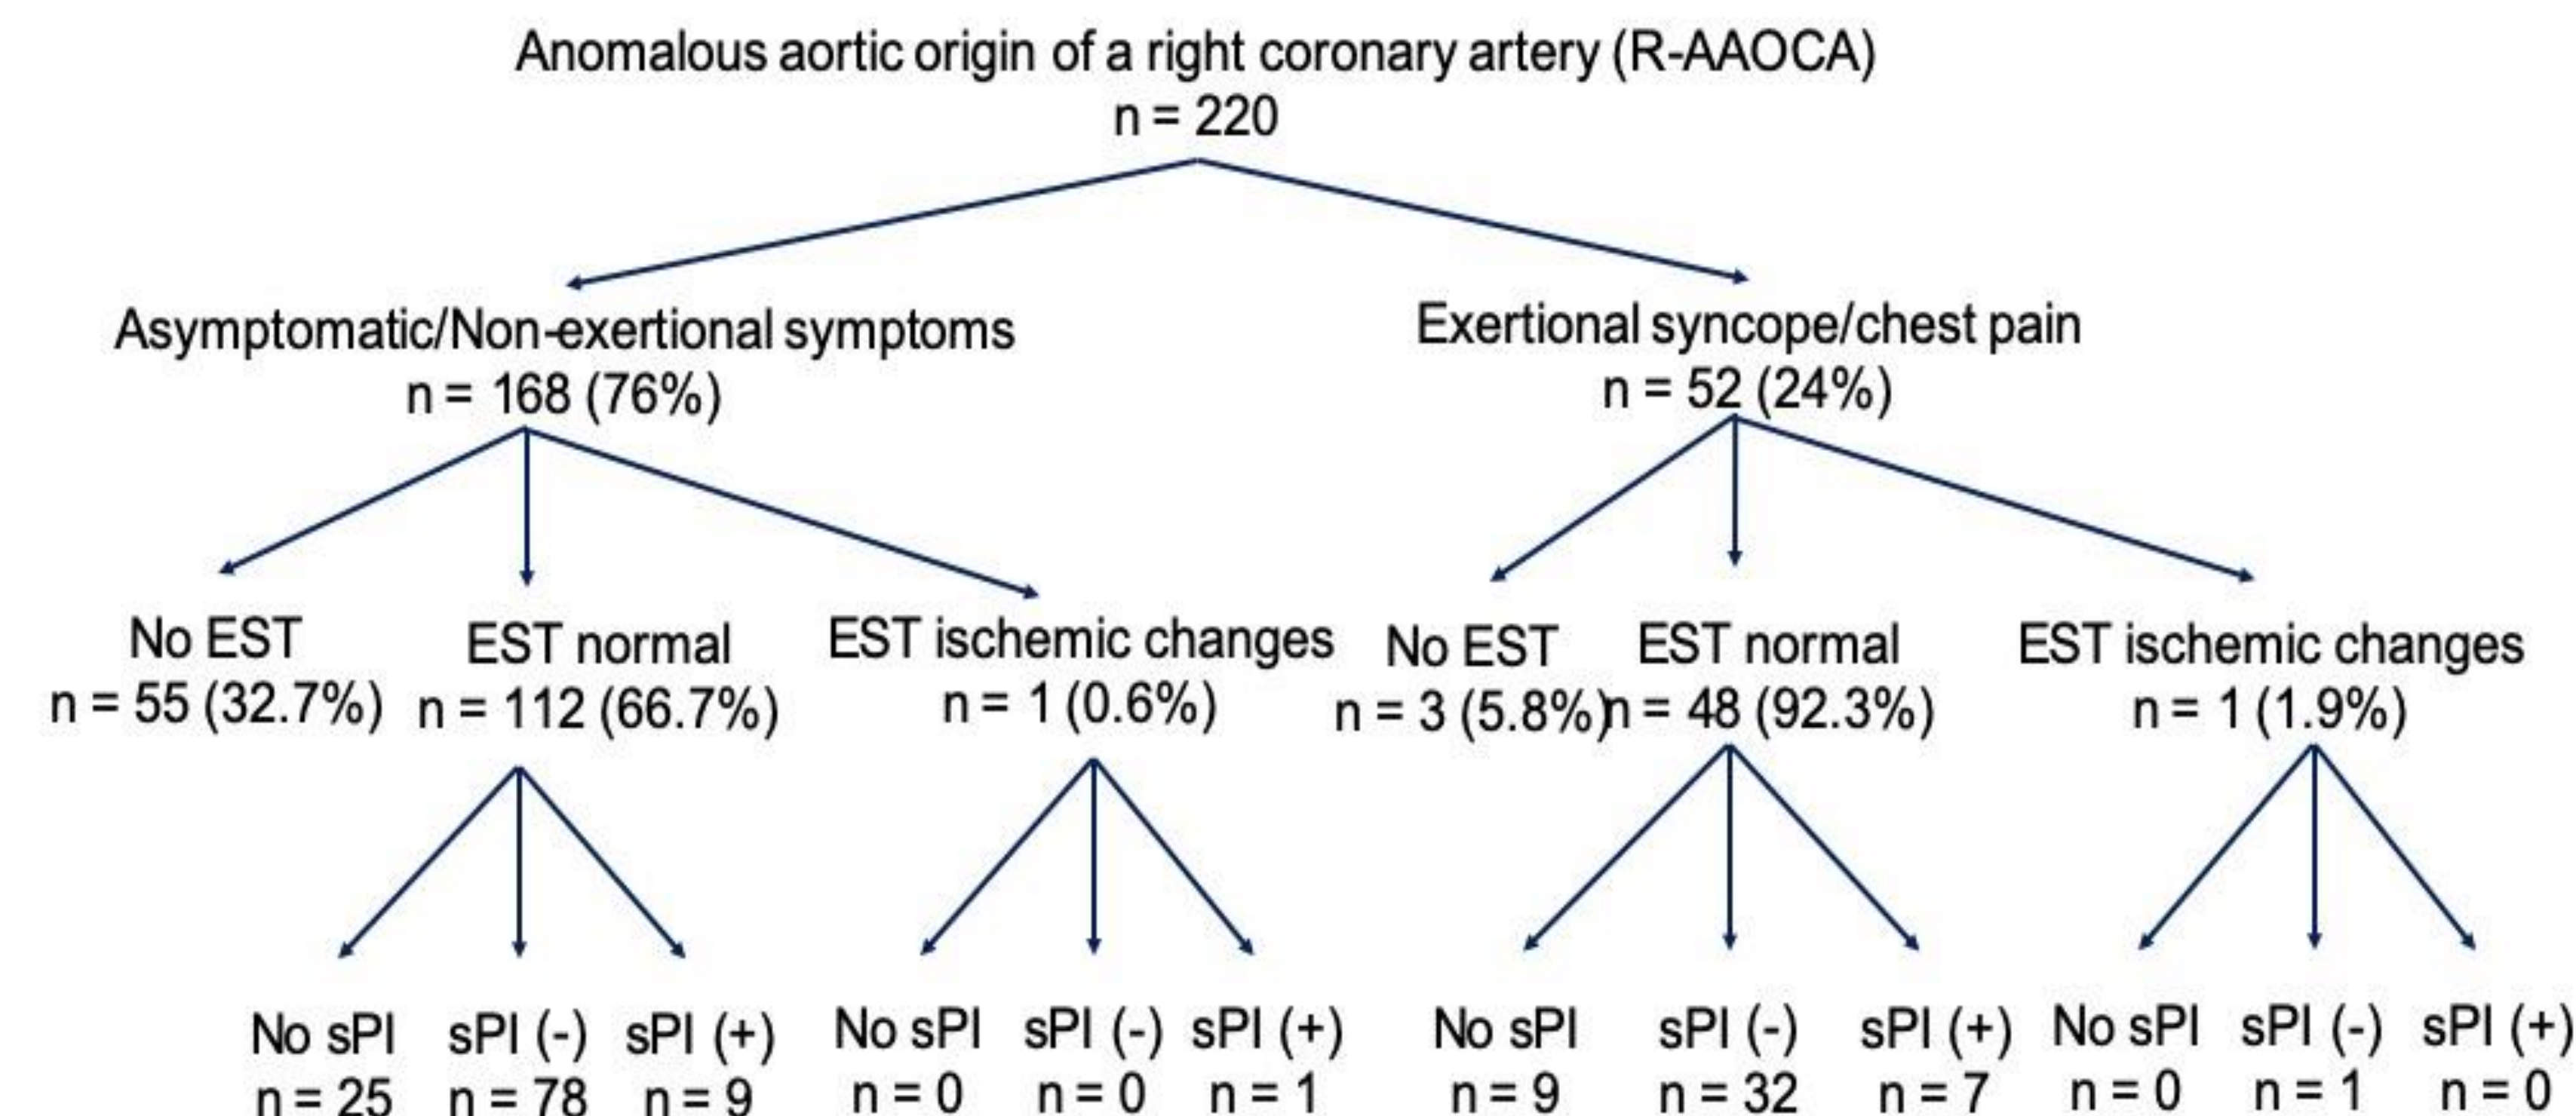 Anomalous aortic origin of a right coronary artery (R-AAOCA)
n = 220
Asymptomatic/Non-exertional symptoms
n = 168 (76%)
Exertional syncope/chest pain
n = 52 (24%)
No EST
n = 55 (32.7%)
EST normal
n = 112 (66.7%)
EST ischemic changes
n = 1 (0.6%)
No EST
n = 3 (5.8%)
EST normal
n = 48 (92.3%)
EST ischemic changes
n = 1 (1.9%)
No sPI
n = 25
sPI (-)
n = 78
sPI (+)
n = 9
No sPI
n = 0
sPI (-)
n = 0
sPI (+)
n = 1
No sPI
n = 9
sPI (-)
n = 32
sPI (+)
n = 7
No sPI
n = 0
sPI (-)
n = 1
sPI (+)
n = 0